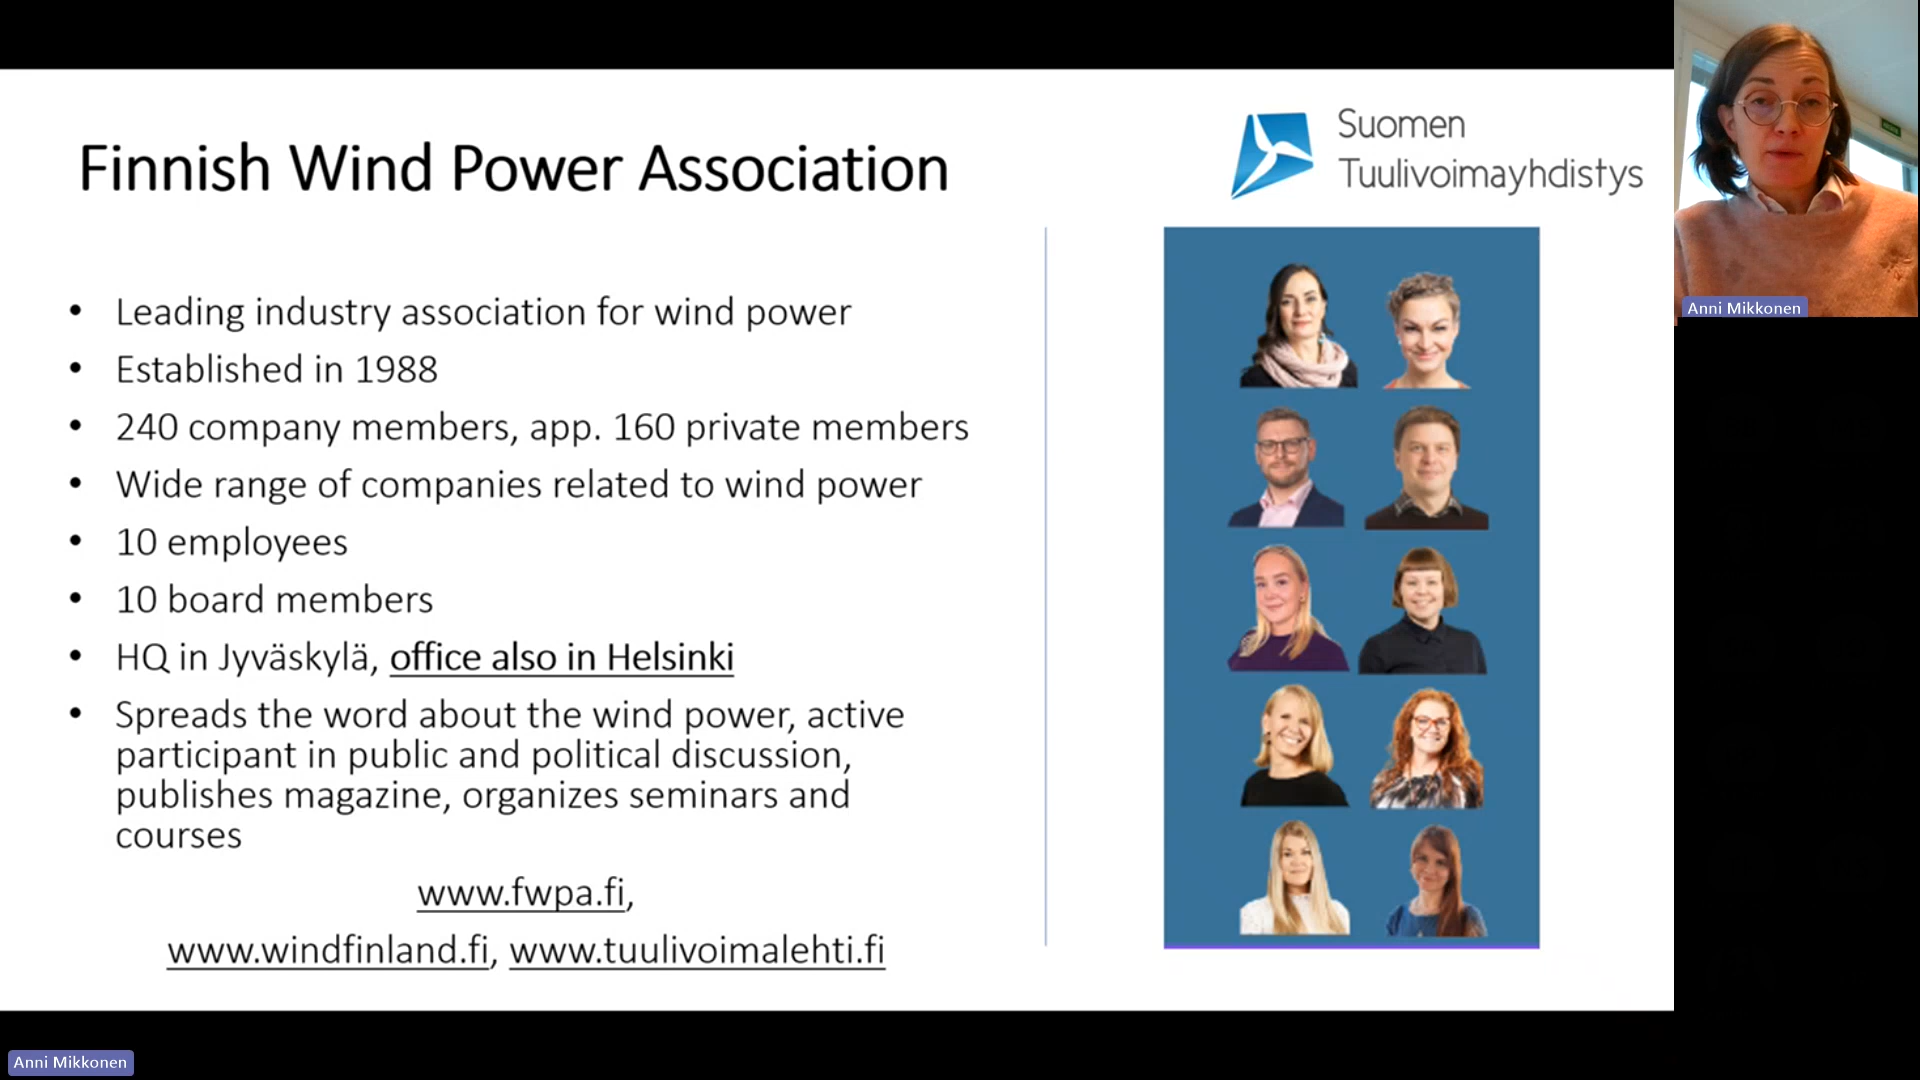 Finnish Wind Power Association
Suomen
Tuulivoimayhdistys
• Leading industry association for wind power
• Established in 1988
• 240 company members, app. 160 private members
• Wide range of companies related to wind power
• 10 employees
• 10 board members
• HQ in Jyväskylä, office also in Helsinki
• Spreads the word about the wind power, active
participant in public and political discussion,
publishes magazine, organizes seminars and
courses
www.fwpa.fi,
www.windfinland.fi, www.tuulivoimalehti.fi
Anni Mikkonen
Anni Mikkonen